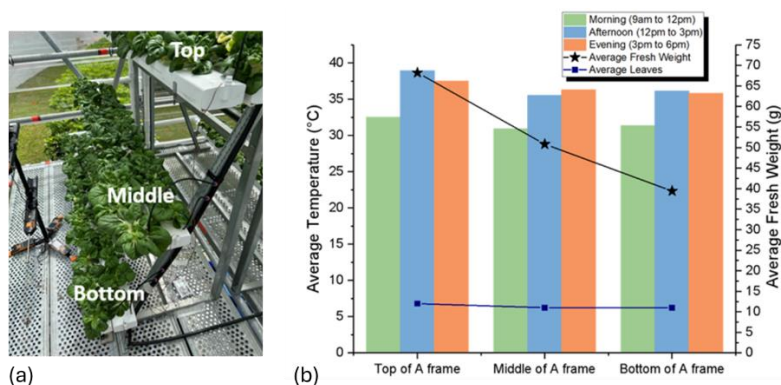 Top
Middle
Bottom
(a)
Morning (9am to 12pm)
Afternoon (12pm to 3pm)
Evening (3pm to 6pm)
Average Fresh Weight
Average Leaves
Average Temperature (°C)
40
35
30
25
20
15
10
5
0
75
70
65
60
55
50
45
40
35
30
25
20
15
10
5
0
Average Fresh Weight (g)
Top of A frame
Middle of A frame
Bottom of A frame
(b)